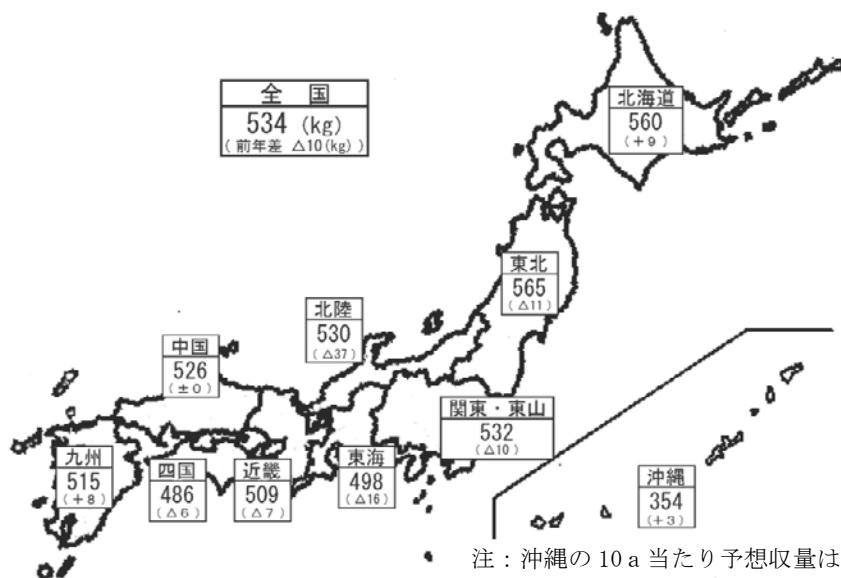 全 国
534 (kg)
( 前年差 △10(kg) )
北海道
560
(+9)
東北
565
(△11)
北陸
530
(△37)
中国
526
(±0)
関東・東山
532
(△10)
九州
515
(+8)
四国
486
(△6)
近畿
509
(△7)
東海
498
(△16)
沖縄
354
(+3)
注：沖縄の10a当たり予想収量は